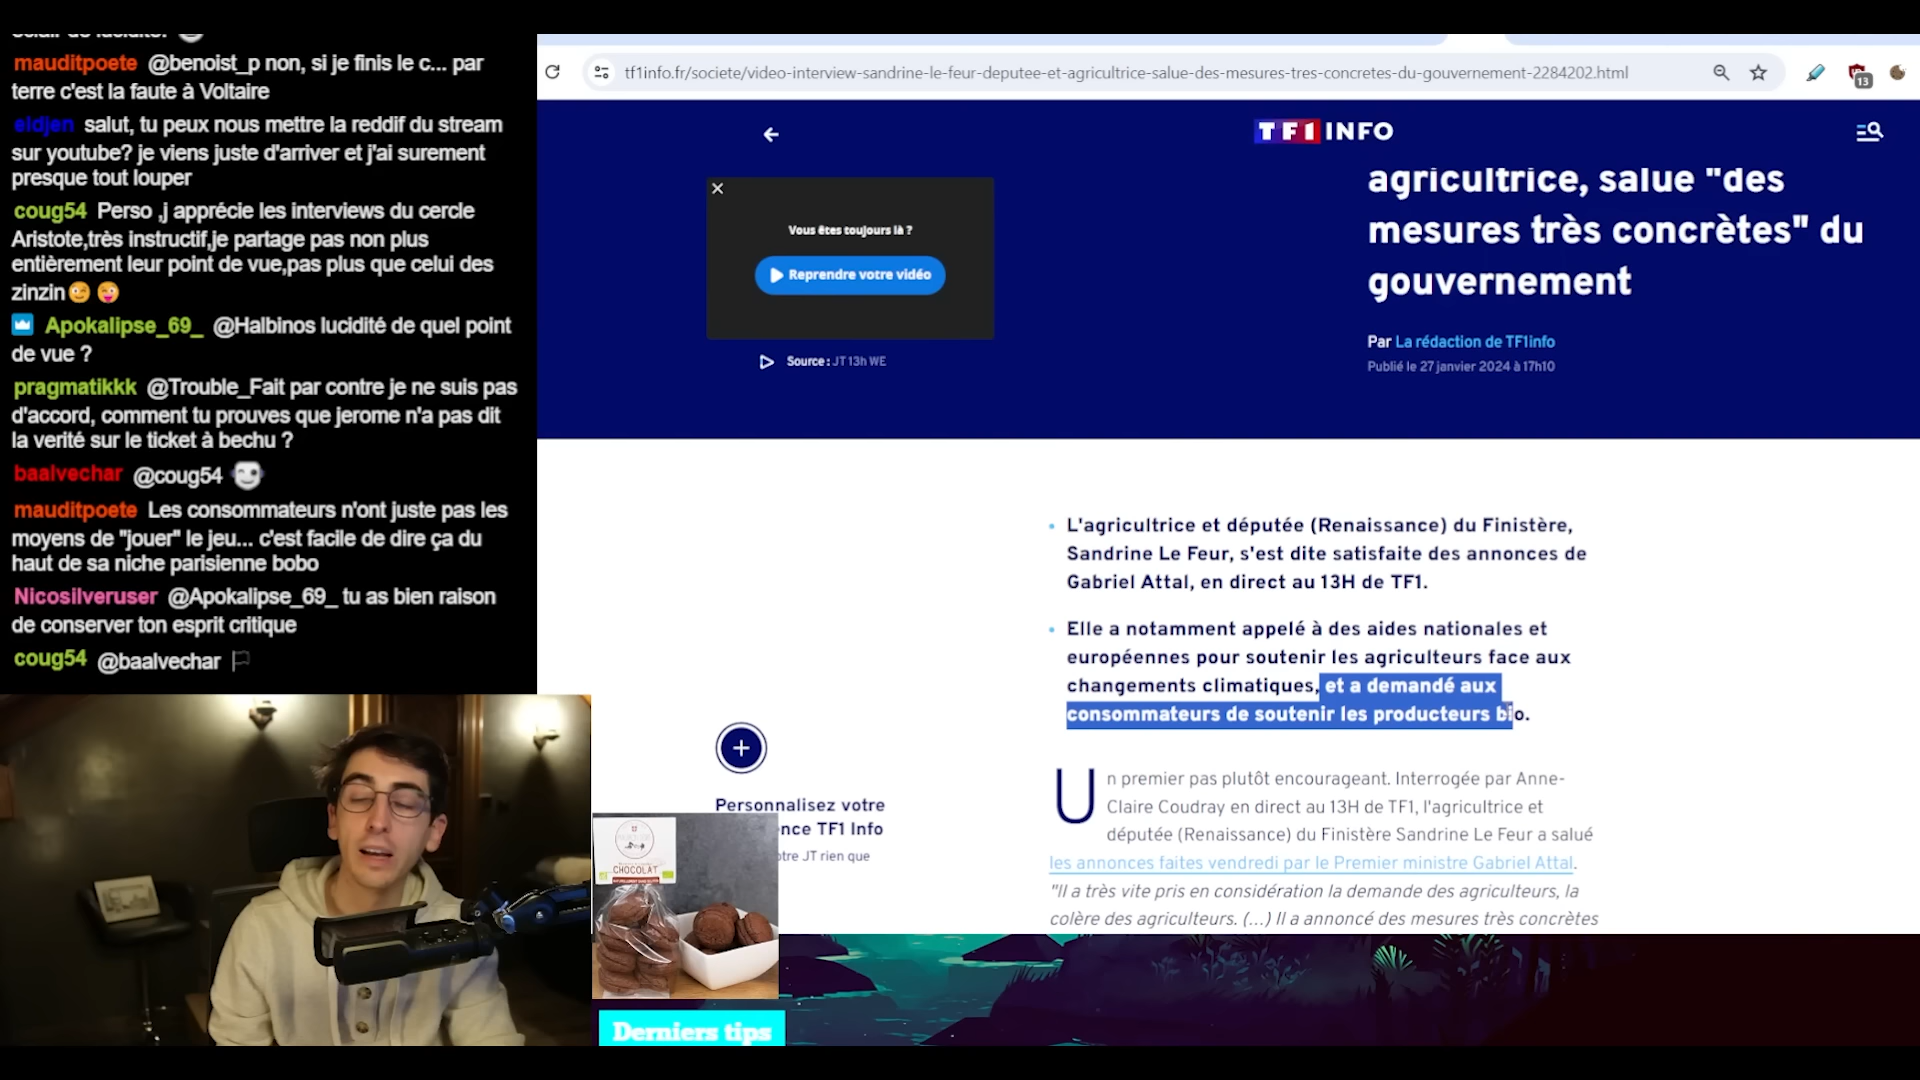 mauditpoete @benoist_p non, si je finis le c... par
terre c'est la faute à Voltaire
eldjen salut, tu peux nous mettre la reddif du stream
sur youtube? je viens juste d'arriver et j'ai surement
presque tout louper
coug54 Perso ,j apprécie les interviews du cercle
Aristote,très instructif,je partage pas non plus
entièrement leur point de vue,pas plus que celui des
zinzin
Apokalipse_69_ @Halbinos lucidité de quel point
de vue ?
pragmatikkk @Trouble_Fait par contre je ne suis pas
d'accord, comment tu prouves que jerome n'a pas dit
la verité sur le ticket à bechu ?
baalvechar @coug54
mauditpoete Les consommateurs n'ont juste pas les
moyens de "jouer" le jeu... c'est facile de dire ça du
haut de sa niche parisienne bobo
Nicosilveruser @Apokalipse_69_ tu as bien raison
de conserver ton esprit critique
coug54 @baalvechar
tf1info.fr/societe/video-interview-sandrine-le-feur-deputee-et-agricultrice-salue-des-mesures-tres-concretes-du-gouvernement-2284202.html
13
TF1 INFO
Vous êtes toujours là ?
Reprendre votre vidéo
Source : JT 13h WE
agricultrice, salue "des
mesures très concrètes" du
gouvernement
Par La rédaction de TF1info
Publié le 27 janvier 2024 à 17h10
L'agricultrice et députée (Renaissance) du Finistère,
Sandrine Le Feur, s'est dite satisfaite des annonces de
Gabriel Attal, en direct au 13H de TF1.
Elle a notamment appelé à des aides nationales et
européennes pour soutenir les agriculteurs face aux
changements climatiques, et a demandé aux
consommateurs de soutenir les producteurs bio.
Un premier pas plutôt encourageant. Interrogée par Anne-
Claire Coudray en direct au 13H de TF1, l'agricultrice et
députée (Renaissance) du Finistère Sandrine Le Feur a salué
les annonces faites vendredi par le Premier ministre Gabriel Attal.
"Il a très vite pris en considération la demande des agriculteurs, la
colère des agriculteurs. (...) Il a annoncé des mesures très concrètes
Personnalisez votre
nce TF1 Info
otre JT rien que
CHOCOLAT
Derniers tips